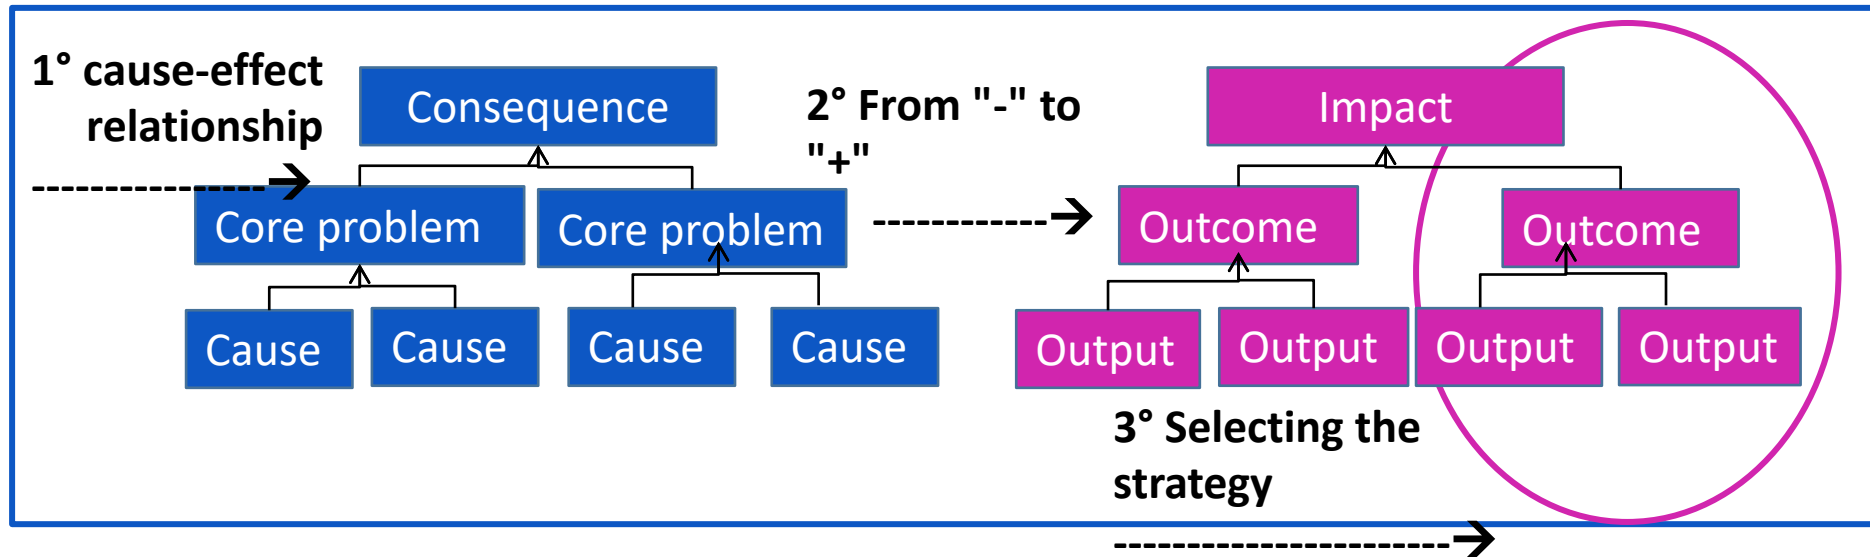 1° cause-effect
relationship
Consequence
Core problem
Core problem
Cause
Cause
Cause
Cause
2° From "-" to
"+"
Impact
Outcome
Outcome
Output
Output
Output
Output
3° Selecting the
strategy